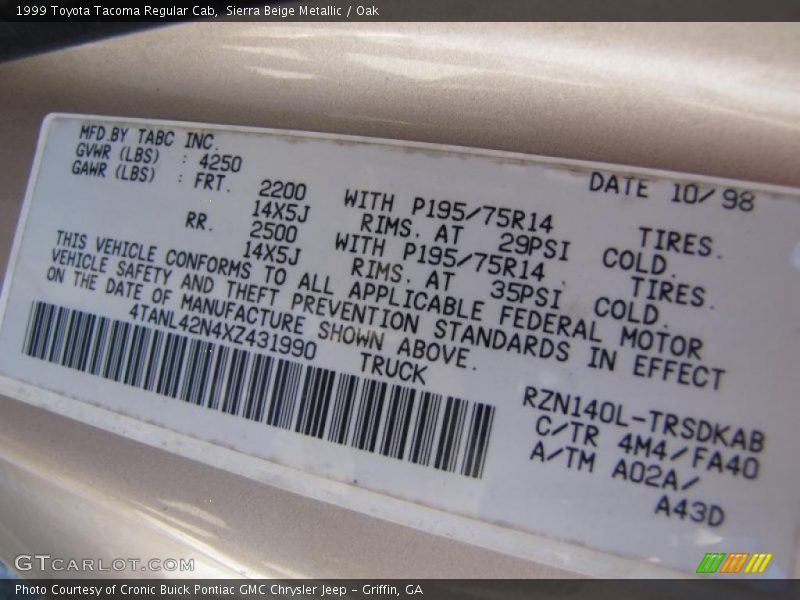 1999 Toyota Tacoma Regular Cab,  Sierra Beige Metallic / Oak
MFD.BY TABC INC.
DATE 10/98
GVWR (LBS) : 4250
GAWR (LBS) : FRT. 2200 WITH P195/75R14 TIRES.
14X5J RIMS. AT 29PSI COLD.
RR. 2500 WITH P195/75R14 TIRES.
14X5J RIMS. AT 35PSI COLD.
THIS VEHICLE CONFORMS TO ALL APPLICABLE FEDERAL MOTOR
VEHICLE SAFETY AND THEFT PREVENTION STANDARDS IN EFFECT
ON THE DATE OF MANUFACTURE SHOWN ABOVE.
4TANL42N4XZ431990 TRUCK
RZN140L-TRSDKAB
C/TR 4M4/FA40
A/TM A02A/
A43D
GTCARLOT.COM
Photo Courtesy of Cronic Buick Pontiac GMC Chrysler Jeep - Griffin, GA